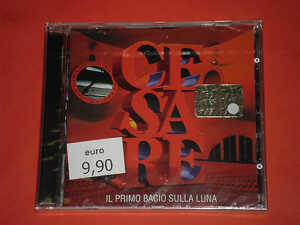 CE
SA
RE
euro
9,90
IL PRIMO BACIO SULLA LUNA